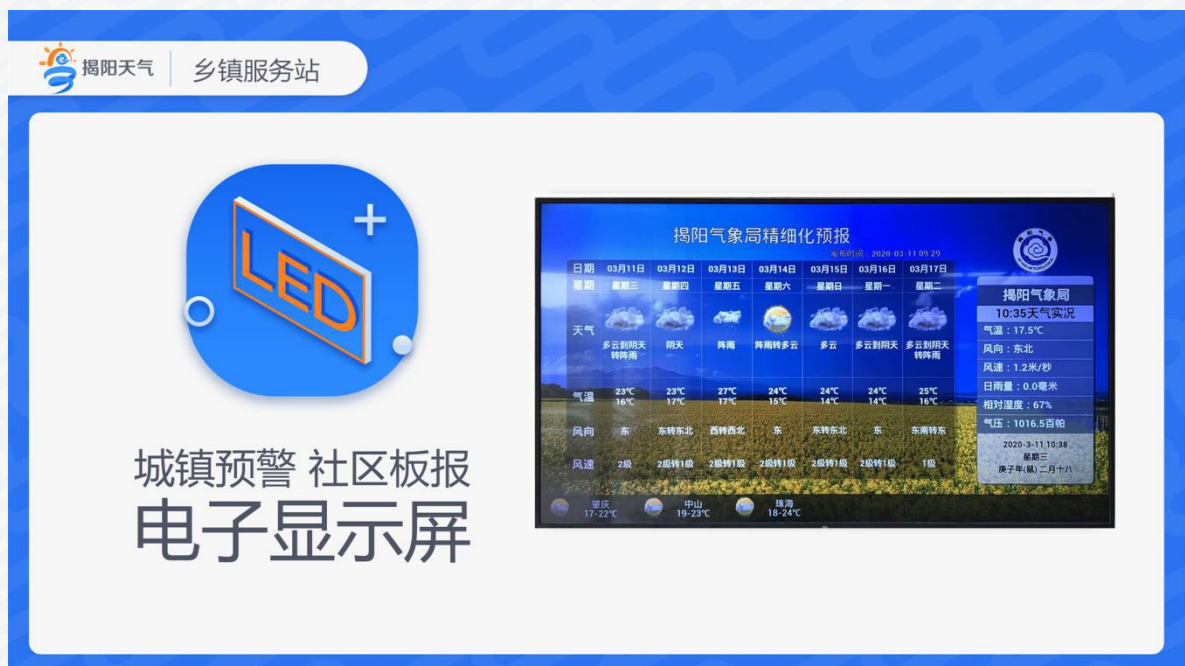 揭阳天气 乡镇服务站
LED
城镇预警 社区板报
电子显示屏
揭阳气象局精细化预报
发布时间：2020-03-11 09:29
日期 03月11日 03月12日 03月13日 03月14日 03月15日 03月16日 03月17日
星期 星期三 星期四 星期五 星期六 星期日 星期一 星期二
天气 多云到阴天转阵雨 阴天 阵雨 阵雨转多云 多云 多云到阴天 多云到阴天转阵雨
气温 23℃ 23℃ 27℃ 24℃ 24℃ 24℃ 25℃
16℃ 17℃ 17℃ 15℃ 14℃ 14℃ 16℃
风向 东 东转东北 西转西北 东 东转东北 东 东南转东
风速 2级 2级转1级 2级转1级 2级转1级 2级转1级 2级转1级 1级
肇庆 中山 珠海
17-22℃ 19-23℃ 18-24℃
揭阳气象局
10:35天气实况
气温：17.5℃
风向：东北
风速：1.2米/秒
日雨量：0.0毫米
相对湿度：67%
气压：1016.5百帕
2020-3-11 10:38
星期三
庚子年(鼠) 二月十八